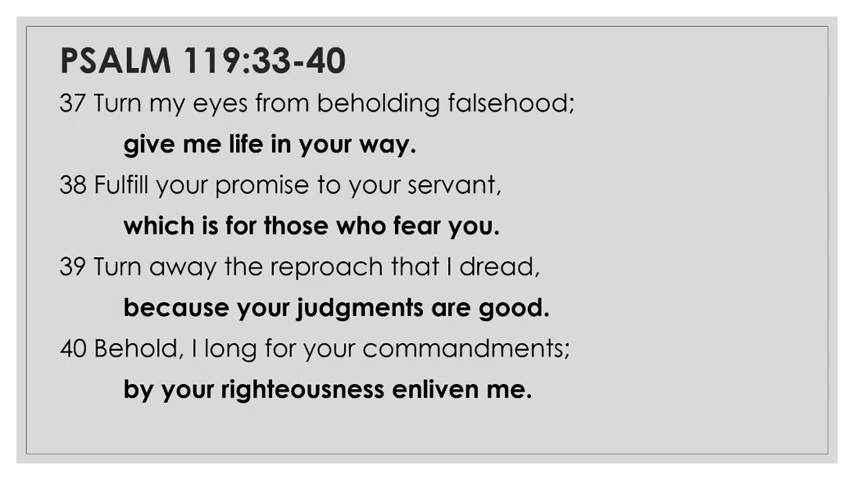 PSALM 119:33-40
37 Turn my eyes from beholding falsehood;
give me life in your way.
38 Fulfill your promise to your servant,
which is for those who fear you.
39 Turn away the reproach that I dread,
because your judgments are good.
40 Behold, I long for your commandments;
by your righteousness enliven me.